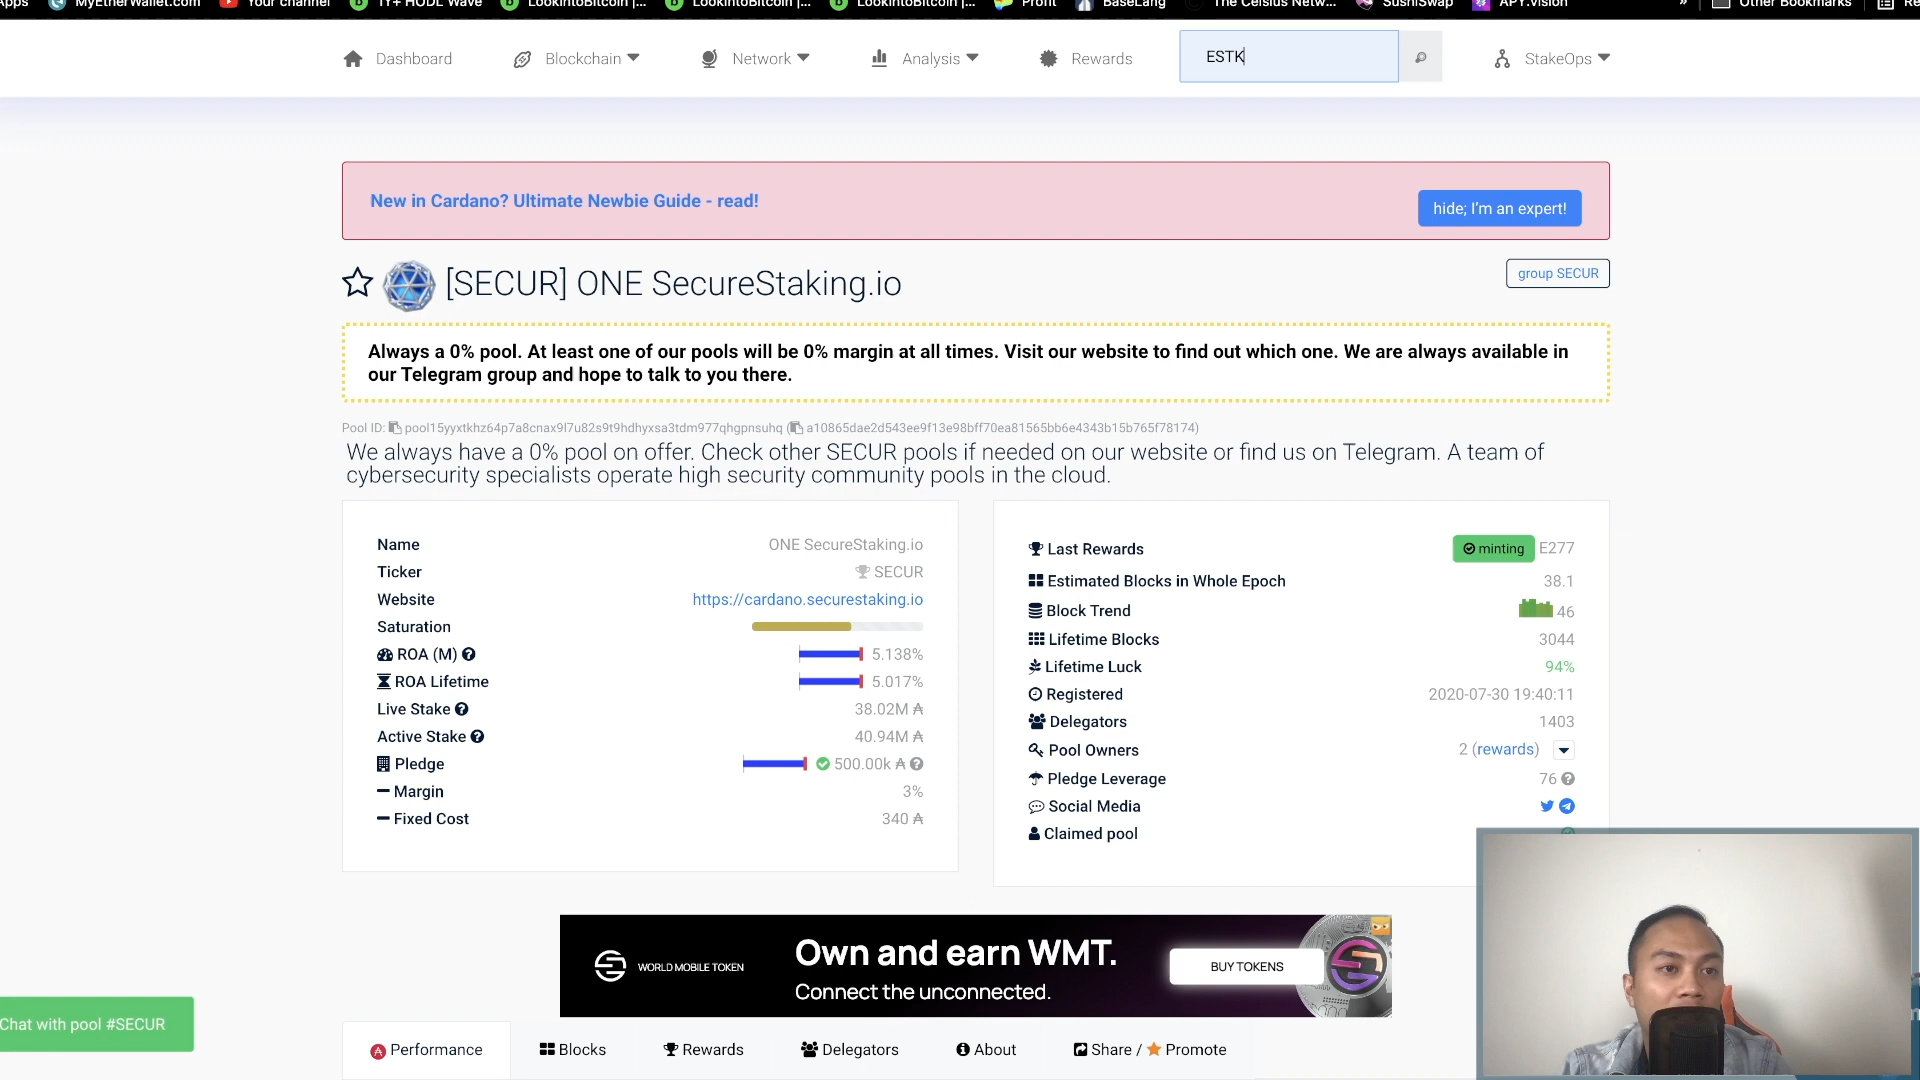 Apps MyEtherWallet.com Your channel 1Y+ HODL Wave LookIntoBitcoin |... LookIntoBitcoin |... LookIntoBitcoin |... Profit BaseLang The Celsius Netw... SushiSwap APY.vision » Other Bookmarks Re
Dashboard Blockchain Network Analysis Rewards ESTK StakeOps
New in Cardano? Ultimate Newbie Guide - read!
hide; I'm an expert!
[SECUR] ONE SecureStaking.io
group SECUR
Always a 0% pool. At least one of our pools will be 0% margin at all times. Visit our website to find out which one. We are always available in
our Telegram group and hope to talk to you there.
Pool ID: pool15yyxtkhz64p7a8cnax9l7u82s9t9hdhyxsa3tdm977qhgpnsuhq ( a10865dae2d543ee9f13e98bff70ea81565bb6e4343b15b765f78174)
We always have a 0% pool on offer. Check other SECUR pools if needed on our website or find us on Telegram. A team of
cybersecurity specialists operate high security community pools in the cloud.
Name ONE SecureStaking.io
Ticker SECUR
Website https://cardano.securestaking.io
Saturation
ROA (M) 5.138%
ROA Lifetime 5.017%
Live Stake 38.02M ₳
Active Stake 40.94M ₳
Pledge 500.00k ₳
Margin 3%
Fixed Cost 340 ₳
Last Rewards minting E277
Estimated Blocks in Whole Epoch 38.1
Block Trend 46
Lifetime Blocks 3044
Lifetime Luck 94%
Registered 2020-07-30 19:40:11
Delegators 1403
Pool Owners 2 (rewards)
Pledge Leverage 76
Social Media
Claimed pool
WORLD MOBILE TOKEN
Own and earn WMT.
Connect the unconnected.
BUY TOKENS
Chat with pool #SECUR
Performance Blocks Rewards Delegators About Share / Promote